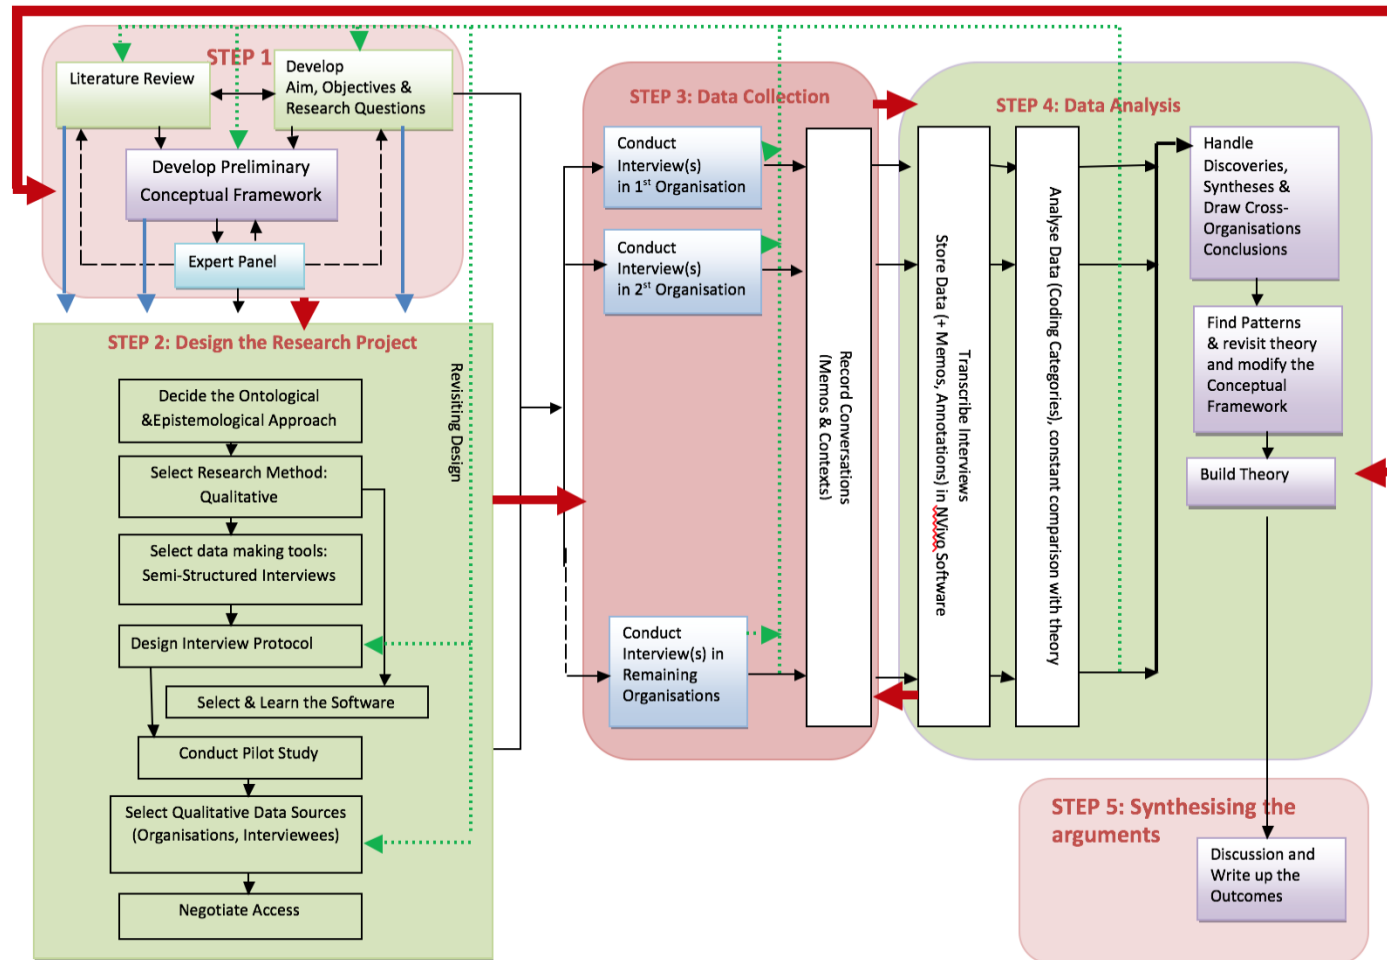 STEP 1
Literature Review
Develop
Aim, Objectives &
Research Questions
Develop Preliminary
Conceptual Framework
Expert Panel
STEP 2: Design the Research Project
Decide the Ontological
&Epistemological Approach
Select Research Method:
Qualitative
Select data making tools:
Semi-Structured Interviews
Design Interview Protocol
Select & Learn the Software
Conduct Pilot Study
Select Qualitative Data Sources
(Organisations, Interviewees)
Negotiate Access
Revisiting Design
STEP 3: Data Collection
Conduct
Interview(s)
in 1st Organisation
Conduct
Interview(s)
in 2st Organisation
Conduct
Interview(s) in
Remaining
Organisations
Record Conversations
(Memos & Contexts)
STEP 4: Data Analysis
Transcribe Interviews
Store Data (+ Memos, Annotations) in NVivo Software
Analyse Data (Coding Categories), constant comparison with theory
Handle
Discoveries,
Syntheses &
Draw Cross-
Organisations
Conclusions
Find Patterns
& revisit theory
and modify the
Conceptual
Framework
Build Theory
STEP 5: Synthesising the
arguments
Discussion and
Write up the
Outcomes